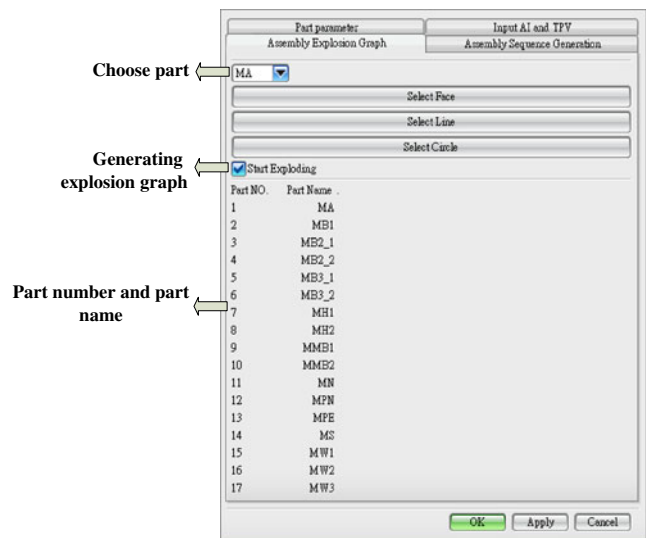 Part parameter
Input AI and TPV
Assembly Explosion Graph
Assembly Sequence Generation
Choose part
MA
Select Face
Select Line
Select Circle
Generating
explosion graph
Start Exploding
Part NO. Part Name .
1 MA
2 MB1
3 MB2_1
4 MB2_2
5 MB3_1
6 MB3_2
Part number and part
name
7 MH1
8 MH2
9 MMB1
10 MMB2
11 MN
12 MPN
13 MPE
14 MS
15 MW1
16 MW2
17 MW3
OK Apply Cancel